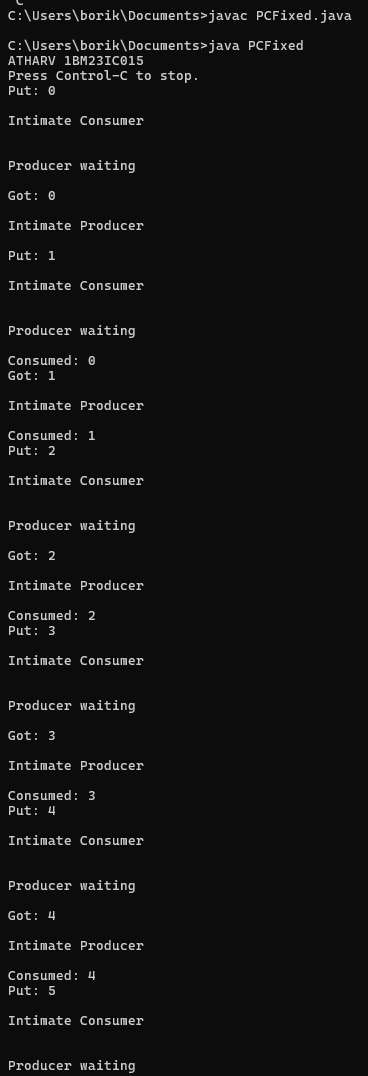 C
C:\Users\borik\Documents>javac PCFixed.java
C:\Users\borik\Documents>java PCFixed
ATHARV 1BM23IC015
Press Control-C to stop.
Put: 0
Intimate Consumer
Producer waiting
Got: 0
Intimate Producer
Put: 1
Intimate Consumer
Producer waiting
Consumed: 0
Got: 1
Intimate Producer
Consumed: 1
Put: 2
Intimate Consumer
Producer waiting
Got: 2
Intimate Producer
Consumed: 2
Put: 3
Intimate Consumer
Producer waiting
Got: 3
Intimate Producer
Consumed: 3
Put: 4
Intimate Consumer
Producer waiting
Got: 4
Intimate Producer
Consumed: 4
Put: 5
Intimate Consumer
Producer waiting